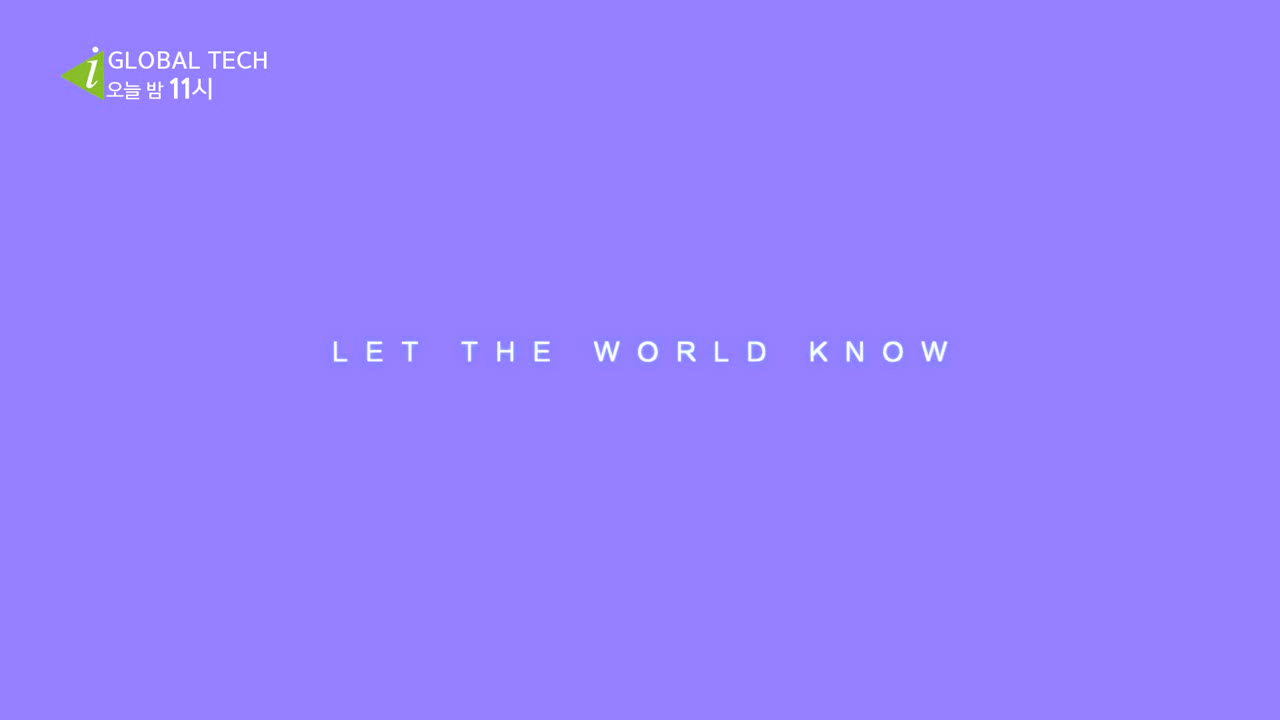 i GLOBAL TECH
오늘 밤 11시
LET THE WORLD KNOW